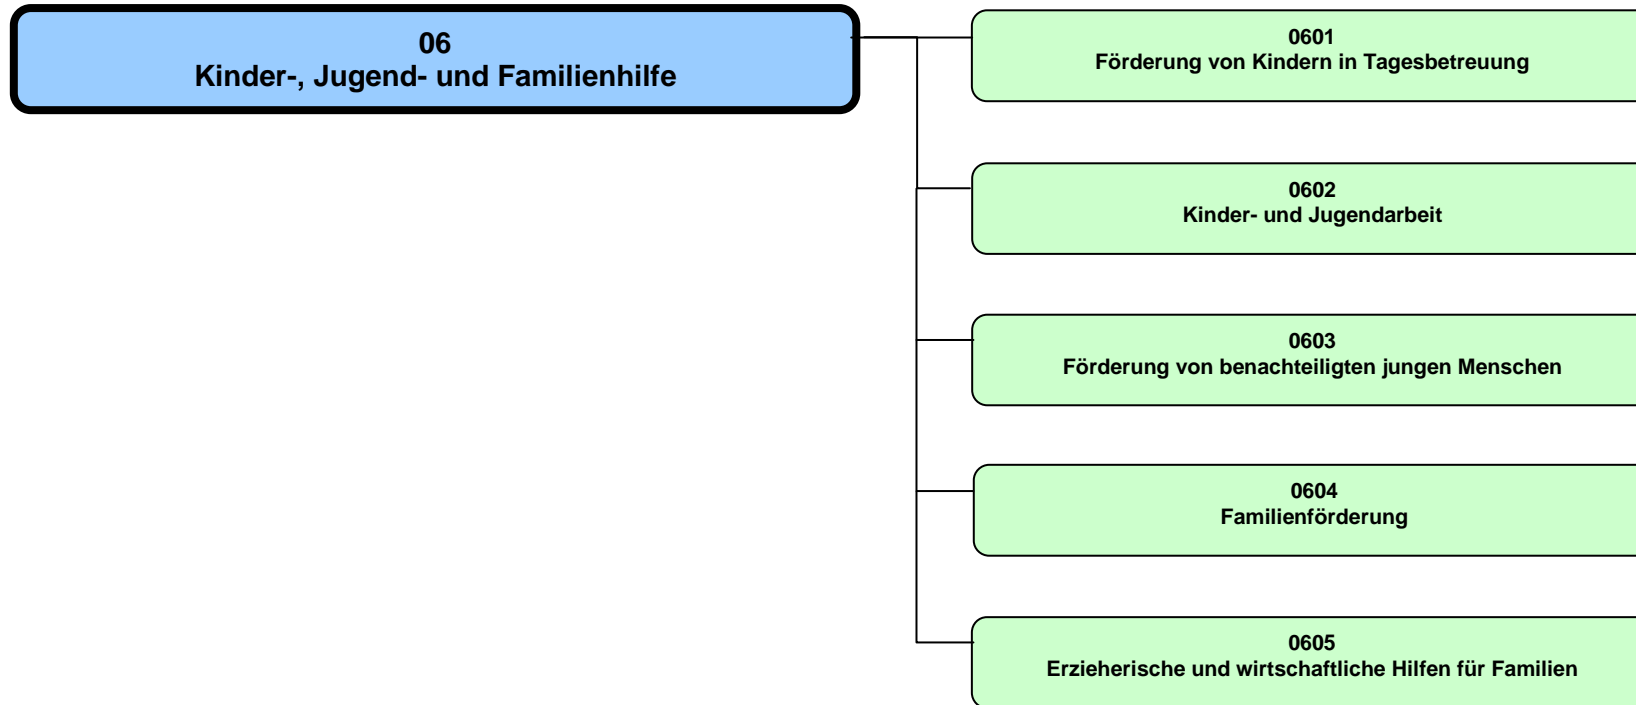 06
Kinder-, Jugend- und Familienhilfe
0601
Förderung von Kindern in Tagesbetreuung
0602
Kinder- und Jugendarbeit
0603
Förderung von benachteiligten jungen Menschen
0604
Familienförderung
0605
Erzieherische und wirtschaftliche Hilfen für Familien